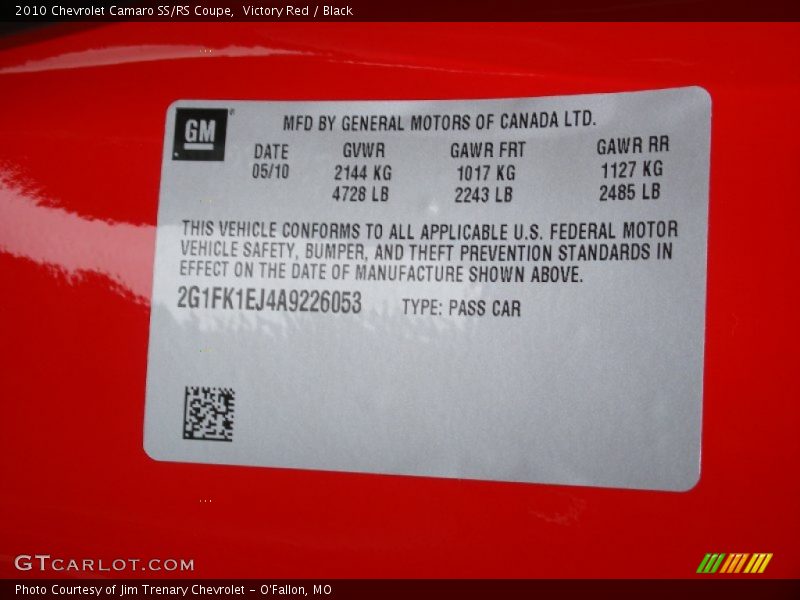 2010 Chevrolet Camaro SS/RS Coupe, Victory Red / Black
GM
MFD BY GENERAL MOTORS OF CANADA LTD.
DATE GVWR GAWR FRT GAWR RR
05/10 2144 KG 1017 KG 1127 KG
4728 LB 2243 LB 2485 LB
THIS VEHICLE CONFORMS TO ALL APPLICABLE U.S. FEDERAL MOTOR
VEHICLE SAFETY, BUMPER, AND THEFT PREVENTION STANDARDS IN
EFFECT ON THE DATE OF MANUFACTURE SHOWN ABOVE.
2G1FK1EJ4A9226053 TYPE: PASS CAR
GTCARLOT.COM
Photo Courtesy of Jim Trenary Chevrolet - O'Fallon, MO